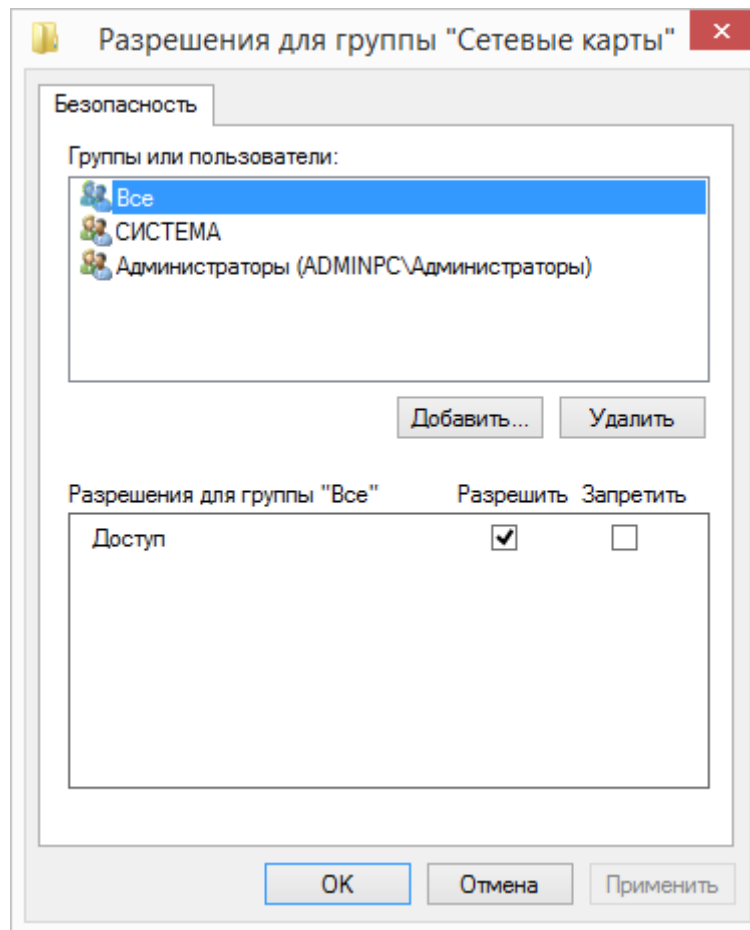 Разрешения для группы "Сетевые карты"
Безопасность
Группы или пользователи:
Все
СИСТЕМА
Администраторы (ADMINPC\Администраторы)
Добавить... Удалить
Разрешения для группы "Все" Разрешить Запретить
Доступ
OK Отмена Применить